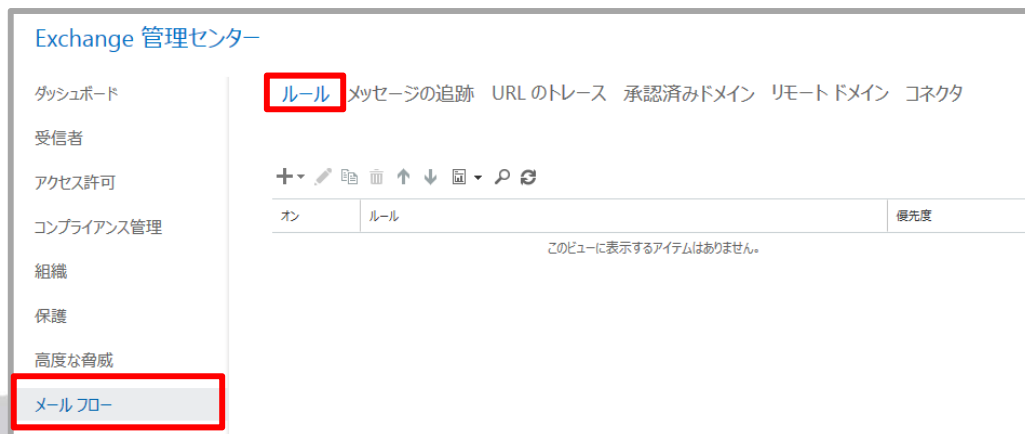 Exchange 管理センター
ダッシュボード
受信者
アクセス許可
コンプライアンス管理
組織
保護
高度な脅威
メール フロー
ルール メッセージの追跡 URL のトレース 承認済みドメイン リモート ドメイン コネクタ
オン ルール 優先度
このビューに表示するアイテムはありません。